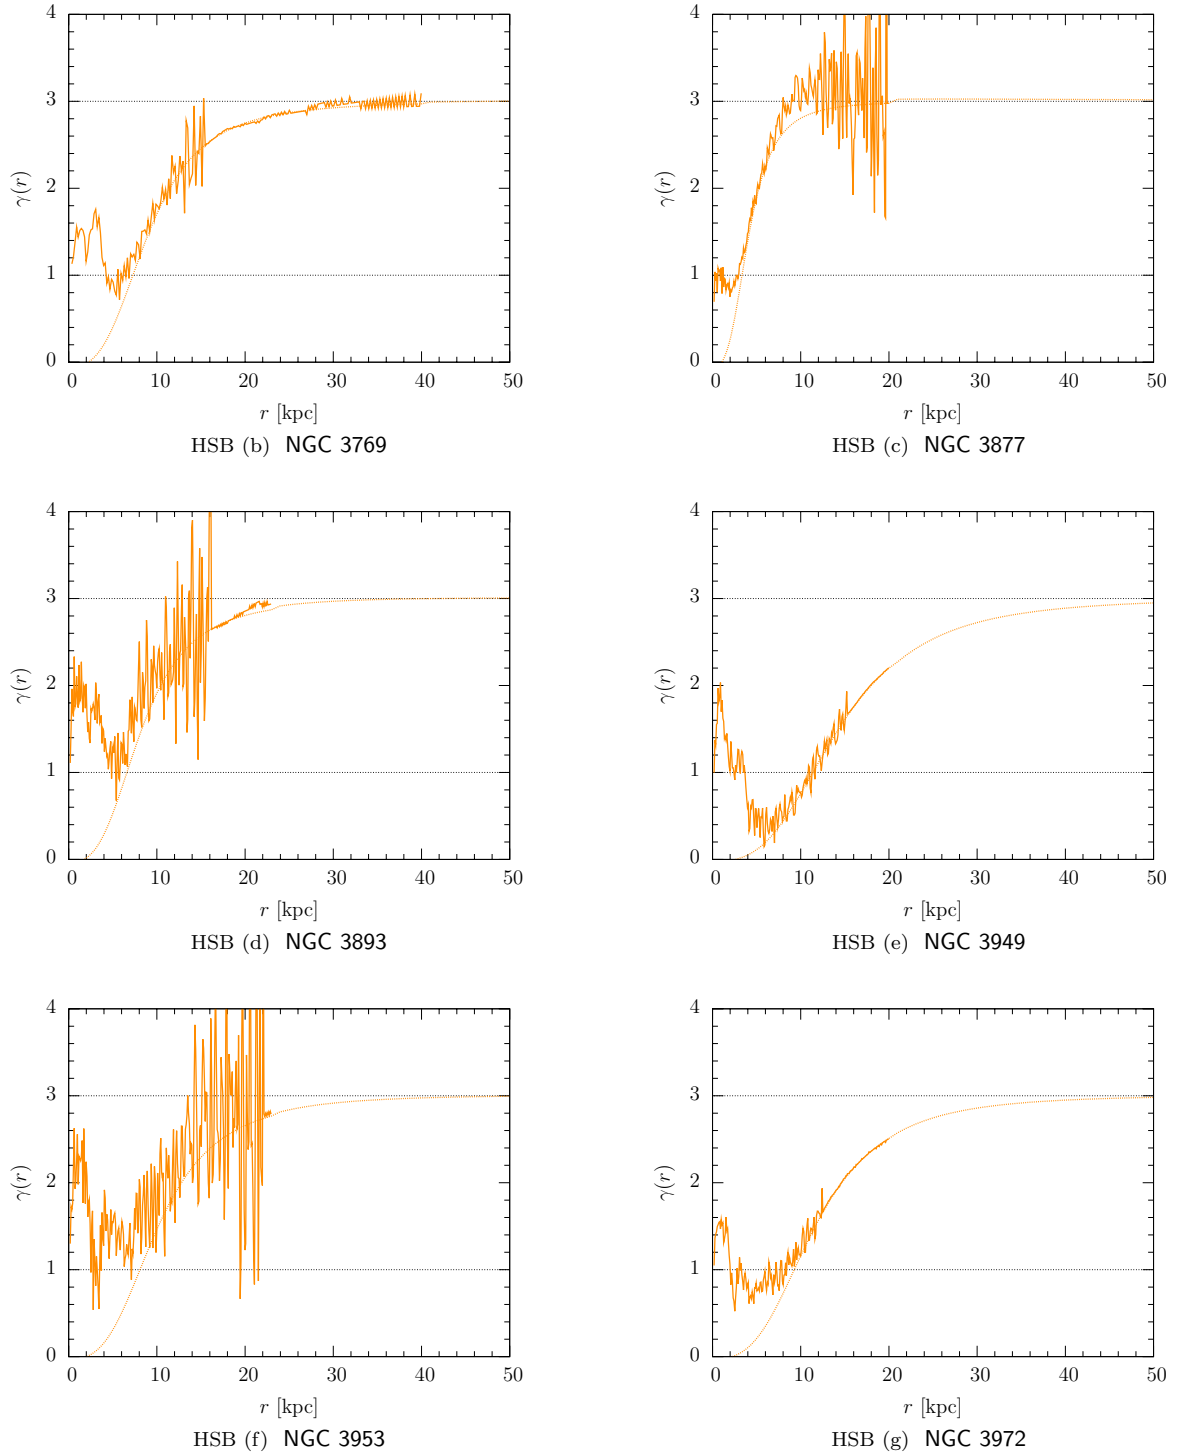 4
3
2
1
0
γ(r)
0 10 20 30 40 50
r [kpc]
HSB (b) NGC 3769
4
3
2
1
0
γ(r)
0 10 20 30 40 50
r [kpc]
HSB (c) NGC 3877
4
3
2
1
0
γ(r)
0 10 20 30 40 50
r [kpc]
HSB (d) NGC 3893
4
3
2
1
0
γ(r)
0 10 20 30 40 50
r [kpc]
HSB (e) NGC 3949
4
3
2
1
0
γ(r)
0 10 20 30 40 50
r [kpc]
HSB (f) NGC 3953
4
3
2
1
0
γ(r)
0 10 20 30 40 50
r [kpc]
HSB (g) NGC 3972